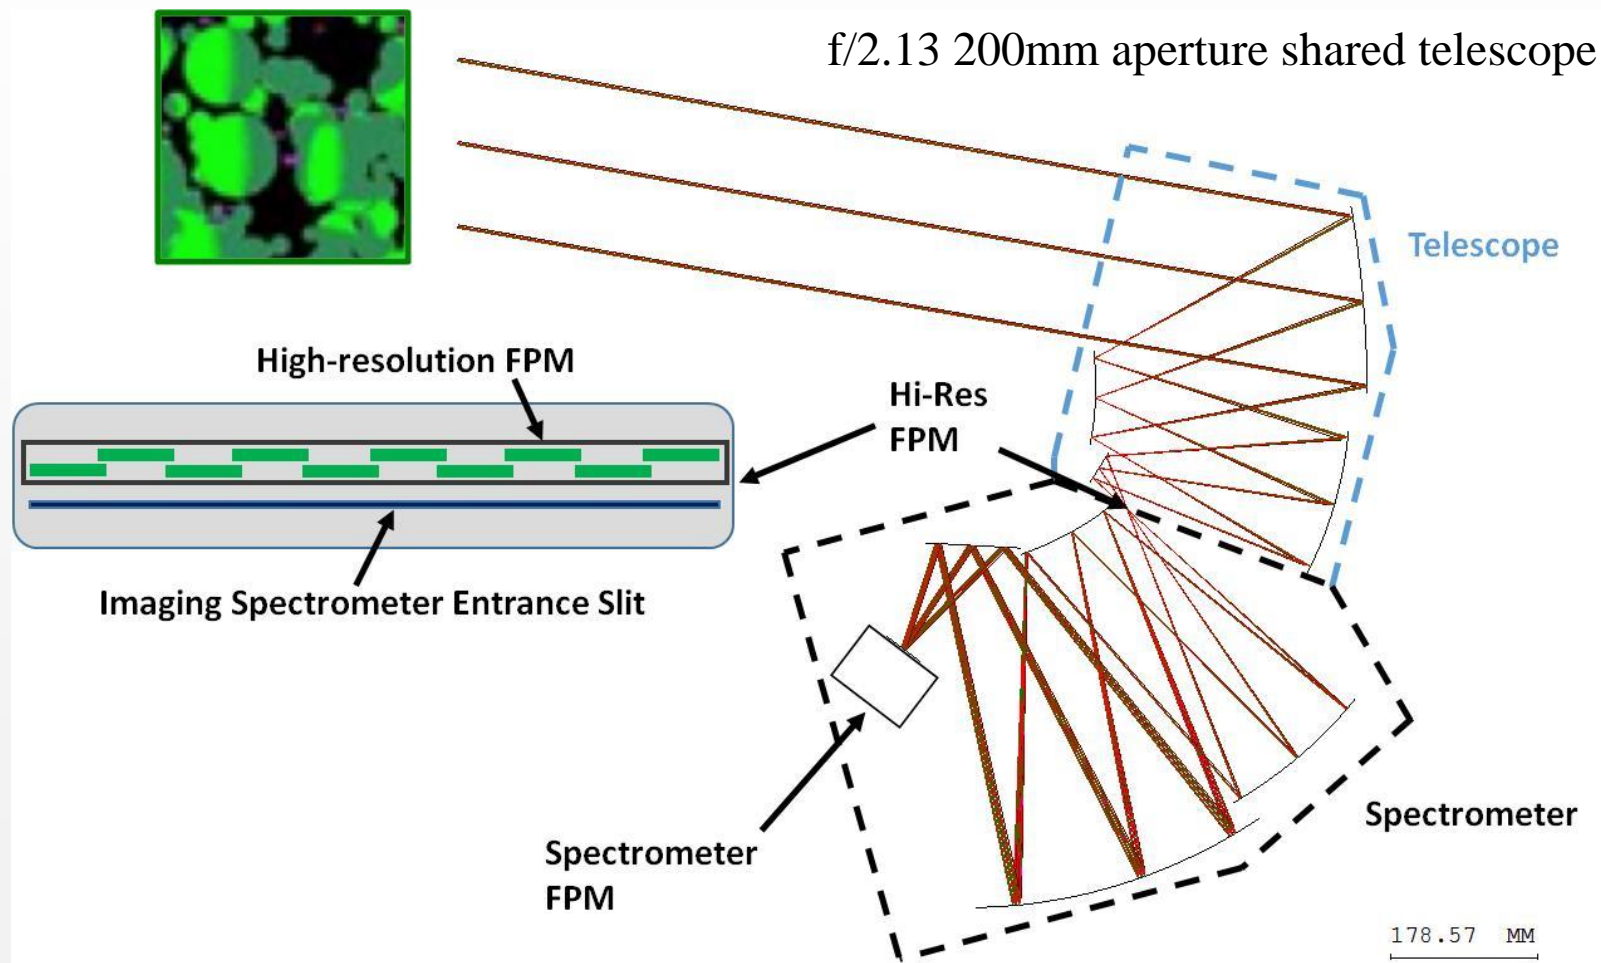 f/2.13 200mm aperture shared telescope
Telescope
High-resolution FPM
Hi-Res
FPM
Imaging Spectrometer Entrance Slit
Spectrometer
Spectrometer
FPM
178.57 MM